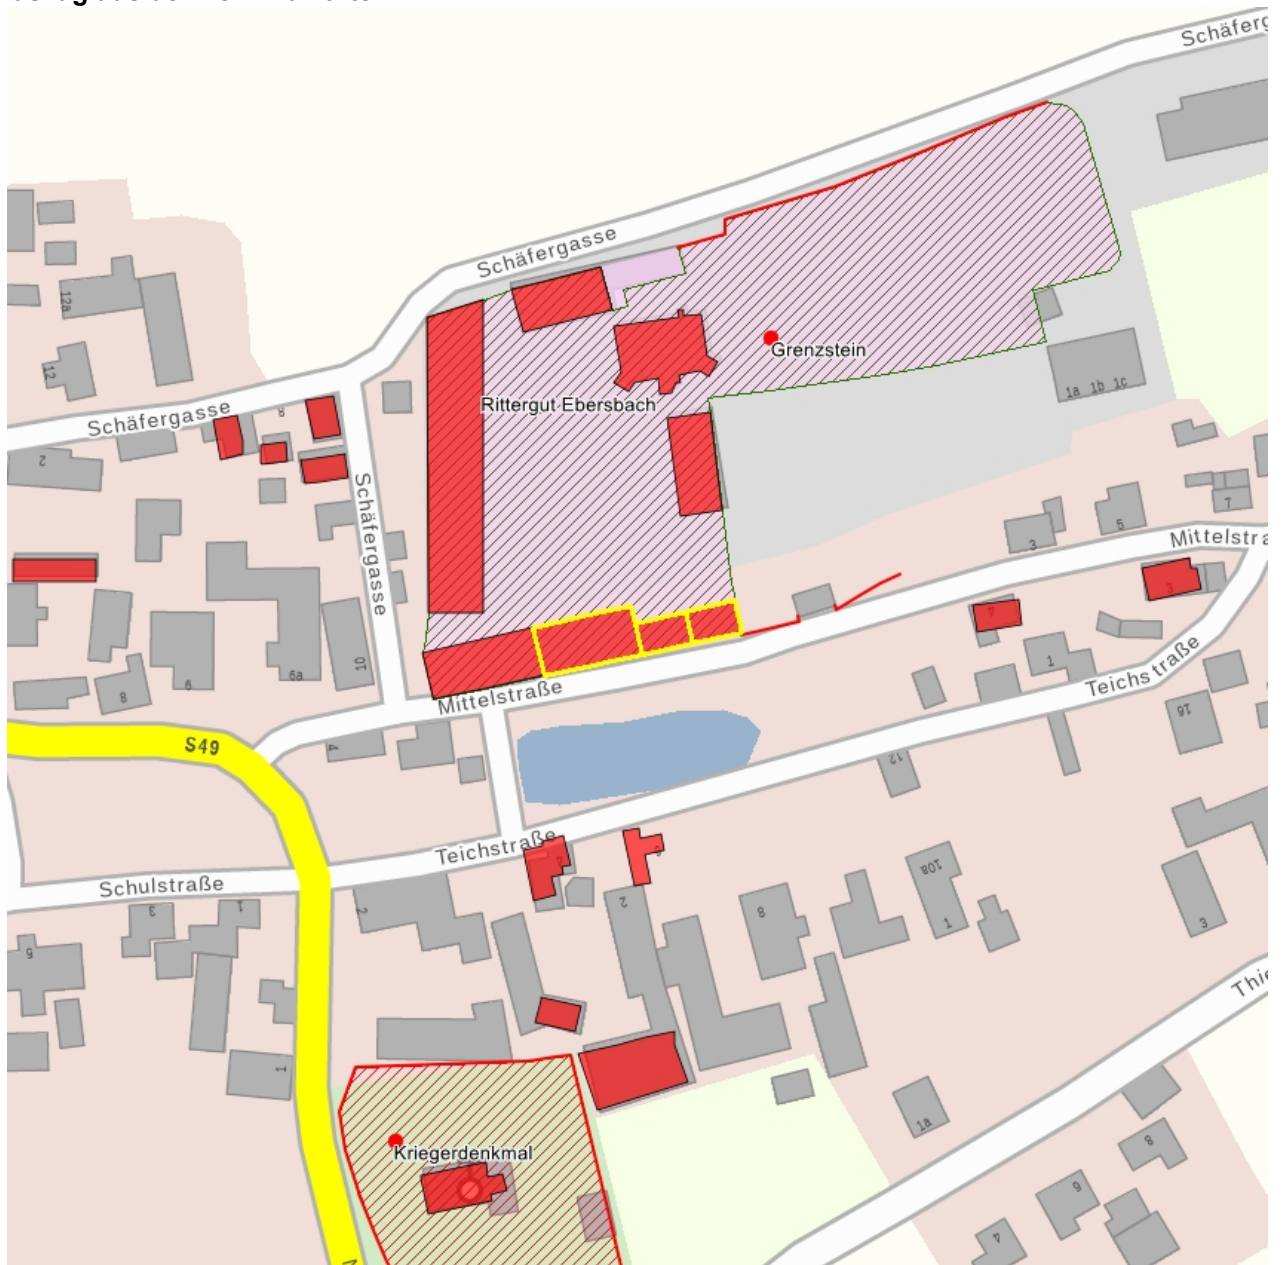 Schäferg
Schäfergasse
12a
12
Grenzstein
1a 1b 1c
Rittergut Ebersbach
Schäfergasse
8
2
Schäfergasse
7
5
3
Mittelstra
3
7
10
6a
6
8
1
Teichstraße
Mittelstraße
16
S49
4
12
Teichstraße
Schulstraße
10a
3
1
2
2
8
1
3
Thie
1
1a
8
Kriegerdenkmal
4